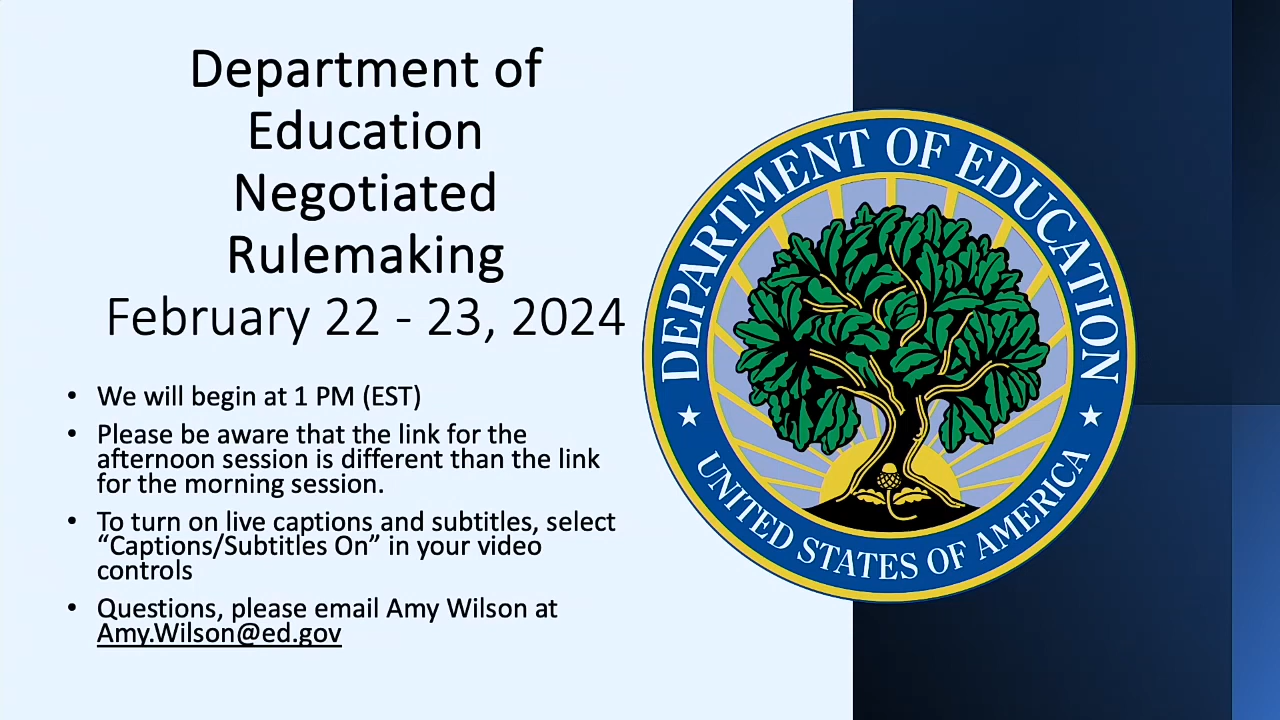 Department of
Education
Negotiated
Rulemaking
February 22 - 23, 2024
• We will begin at 1 PM (EST)
• Please be aware that the link for the
afternoon session is different than the link
for the morning session.
• To turn on live captions and subtitles, select
“Captions/Subtitles On” in your video
controls
• Questions, please email Amy Wilson at
Amy.Wilson@ed.gov
DEPARTMENT OF EDUCATION
UNITED STATES OF AMERICA